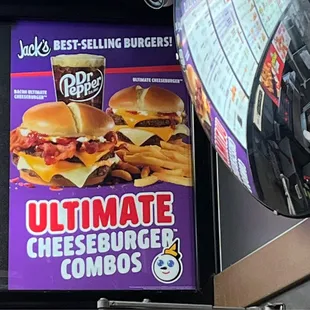 Jack's BEST-SELLING BURGERS!
Dr Pepper
ULTIMATE CHEESEBURGER
BACON ULTIMATE
CHEESEBURGER
ULTIMATE
CHEESEBURGER
COMBOS